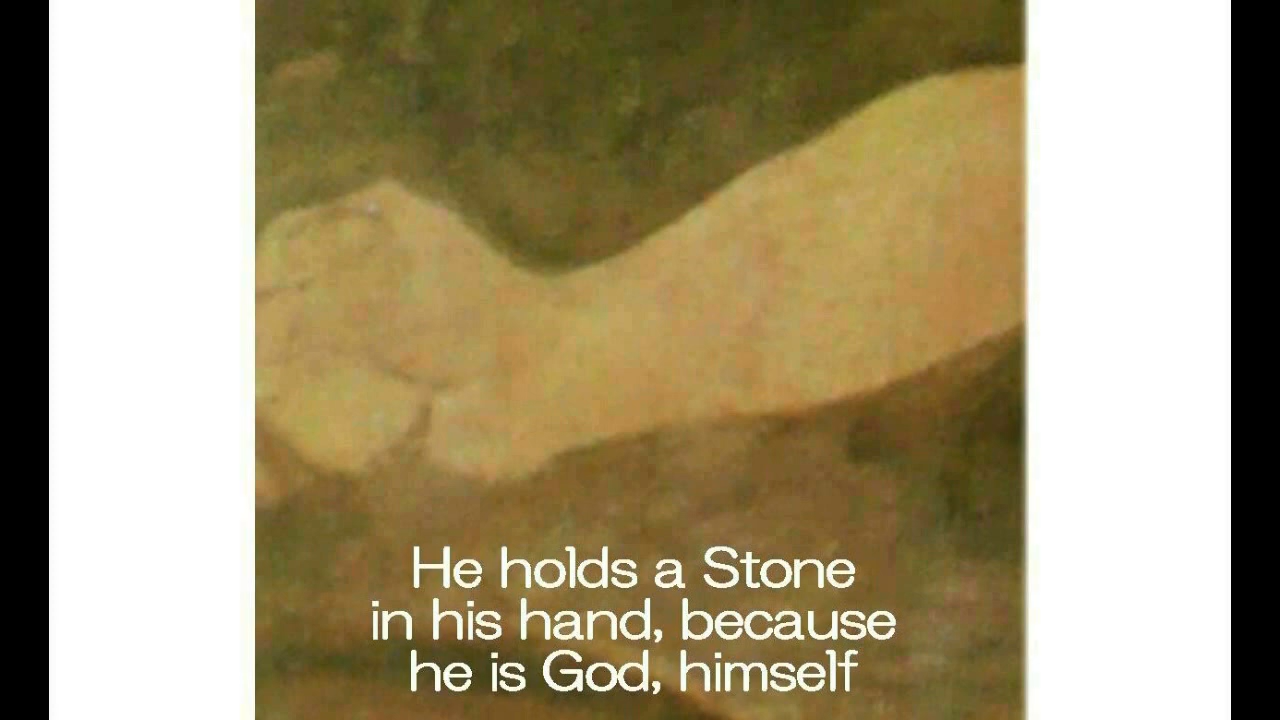 He holds a Stone
in his hand, because
he is God, himself